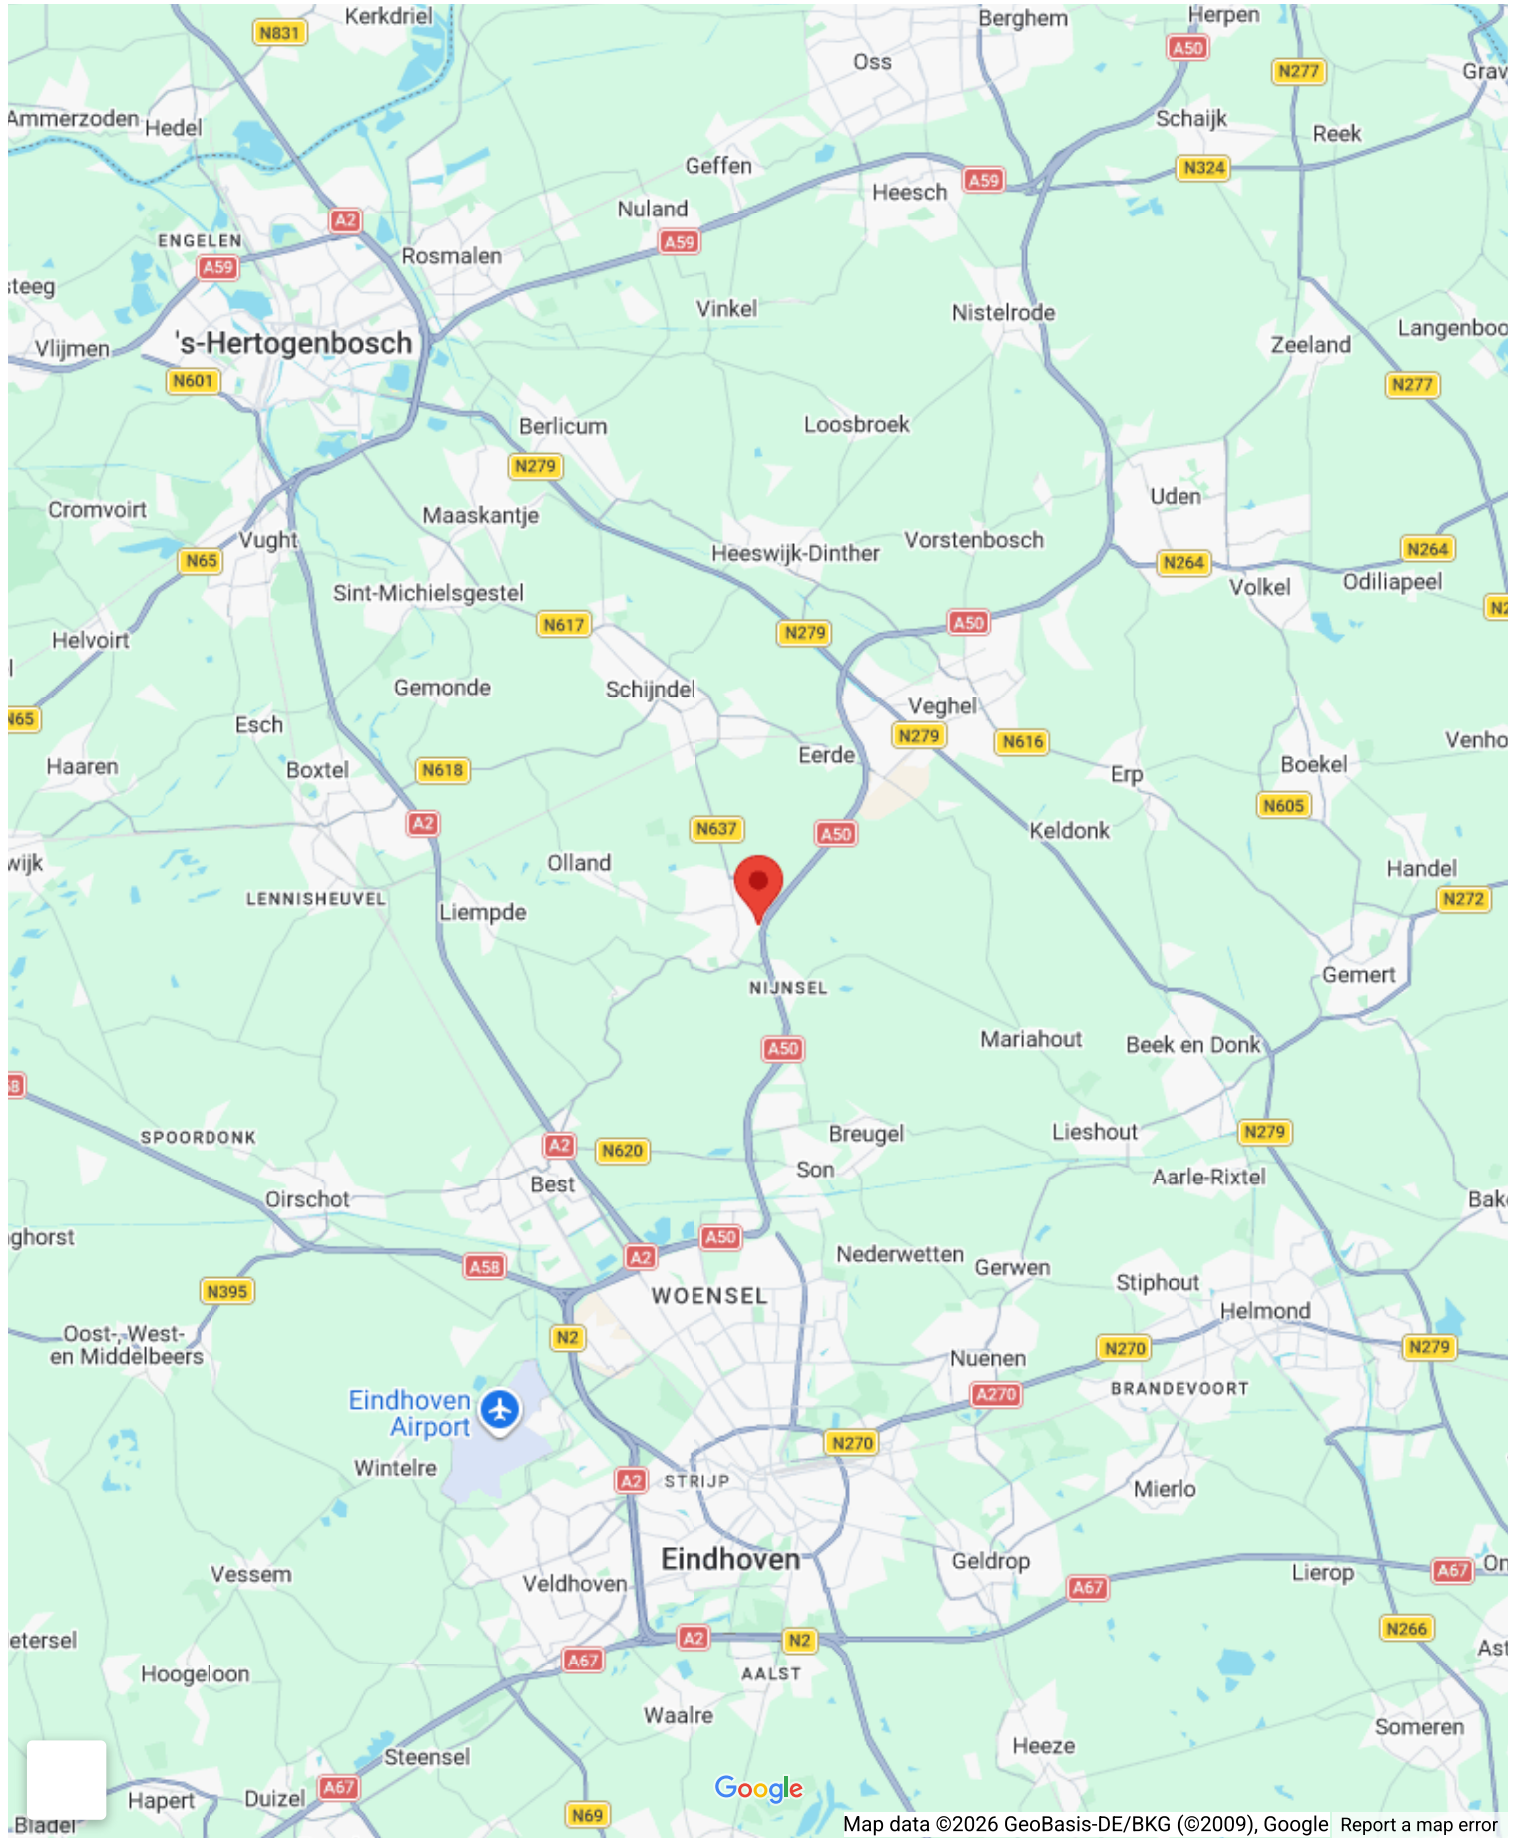 Kerkdriel
Berghem
Herpen
N831
A50
Oss
N277
Grav
Ammerzoden
Hedel
Schaijk
Reek
Geffen
N324
A59
Heesch
Nuland
A2
ENGELEN
A59
Rosmalen
A59
steeg
Vinkel
Nistelrode
Langenboo
's-Hertogenbosch
Vlijmen
Zeeland
N601
N277
Berlicum
Loosbroek
N279
Uden
Cromvoirt
Maaskantje
Vught
Heeswijk-Dinther
Vorstenbosch
N264
N65
N264
Odiliapeel
Volkel
Sint-Michielsgestel
N2
N617
A50
N279
Helvoirt
l
Gemonde
Schijndel
Veghel
N65
Esch
N279
N616
Venho
Eerde
Haaren
Boxtel
N618
Erp
Boekel
N605
A2
N637
A50
Keldonk
wijk
Olland
Handel
LENNISHEUVEL
N272
Liempde
Gemert
NIJNSEL
Mariahout
Beek en Donk
A50
58
SPOORDONK
Breugel
Lieshout
N279
A2
N620
Son
Aarle-Rixtel
Best
Oirschot
Bake
ghorst
A50
A2
Nederwetten
Gerwen
A58
Stiphout
N395
WOENSEL
Helmond
Oost-, West-
en Middelbeers
N2
N270
N279
Nuenen
BRANDEVOORT
A270
Eindhoven
Airport
N270
Wintelre
A2
STRIJP
Mierlo
Eindhoven
Geldrop
Vessem
Veldhoven
Lierop
A67
On
A67
N266
etersel
A2
N2
Ast
A67
Hoogeloon
AALST
Waalre
Someren
Heeze
Steensel
A67
Duizel
Hapert
Google
N69
Bladel
Map data ©2026 GeoBasis-DE/BKG (©2009), Google
Report a map error